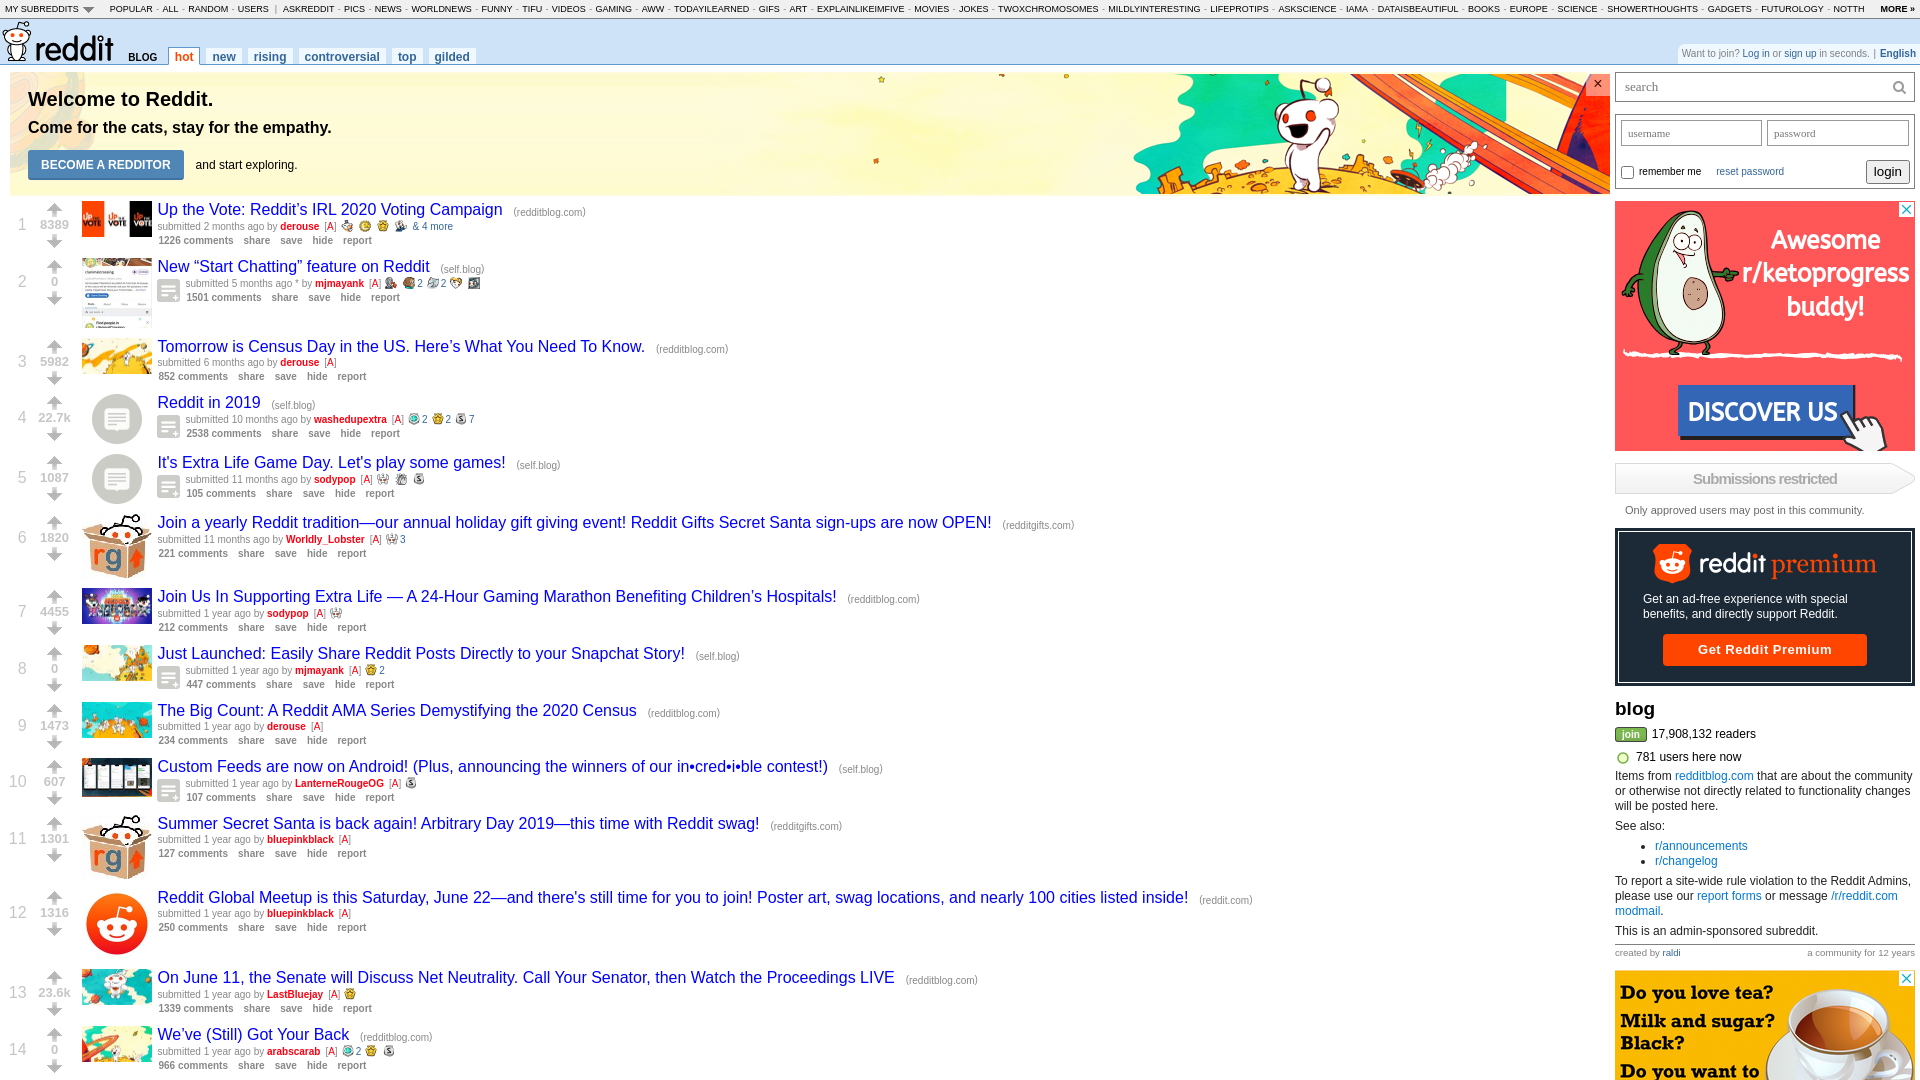 MY SUBREDDITS POPULAR - ALL - RANDOM - USERS | ASKREDDIT - PICS - NEWS - WORLDNEWS - FUNNY - TIFU - VIDEOS - GAMING - AWW - TODAYILEARNED - GIFS - ART - EXPLAINLIKEIMFIVE - MOVIES - JOKES - TWOXCHROMOSOMES - MILDLYINTERESTING - LIFEPROTIPS - ASKSCIENCE - IAMA - DATAISBEAUTIFUL - BOOKS - EUROPE - SCIENCE - SHOWERTHOUGHTS - GADGETS - FUTUROLOGY - NOTTH MORE »
reddit BLOG hot new rising controversial top gilded
Want to join? Log in or sign up in seconds. | English
Welcome to Reddit.
Come for the cats, stay for the empathy.
BECOME A REDDITOR and start exploring.
×
1 8389
Up the Vote: Reddit’s IRL 2020 Voting Campaign (redditblog.com)
submitted 2 months ago by derouse [A] & 4 more
1226 comments share save hide report
2 0
New “Start Chatting” feature on Reddit (self.blog)
submitted 5 months ago * by mjmayank [A] 2 2
1501 comments share save hide report
3 5982
Tomorrow is Census Day in the US. Here’s What You Need To Know. (redditblog.com)
submitted 6 months ago by derouse [A]
852 comments share save hide report
4 22.7k
Reddit in 2019 (self.blog)
submitted 10 months ago by washedupextra [A] 2 2 7
2538 comments share save hide report
5 1087
It's Extra Life Game Day. Let's play some games! (self.blog)
submitted 11 months ago by sodypop [A]
105 comments share save hide report
6 1820
rg
Join a yearly Reddit tradition—our annual holiday gift giving event! Reddit Gifts Secret Santa sign-ups are now OPEN! (redditgifts.com)
submitted 11 months ago by Worldly_Lobster [A] 3
221 comments share save hide report
7 4455
Join Us In Supporting Extra Life — A 24-Hour Gaming Marathon Benefiting Children’s Hospitals! (redditblog.com)
submitted 1 year ago by sodypop [A]
212 comments share save hide report
8 0
Just Launched: Easily Share Reddit Posts Directly to your Snapchat Story! (self.blog)
submitted 1 year ago by mjmayank [A] 2
447 comments share save hide report
9 1473
The Big Count: A Reddit AMA Series Demystifying the 2020 Census (redditblog.com)
submitted 1 year ago by derouse [A]
234 comments share save hide report
10 607
Custom Feeds are now on Android! (Plus, announcing the winners of our in•cred•i•ble contest!) (self.blog)
submitted 1 year ago by LanterneRougeOG [A]
107 comments share save hide report
11 1301
rg
Summer Secret Santa is back again! Arbitrary Day 2019—this time with Reddit swag! (redditgifts.com)
submitted 1 year ago by bluepinkblack [A]
127 comments share save hide report
12 1316
Reddit Global Meetup is this Saturday, June 22—and there's still time for you to join! Poster art, swag locations, and nearly 100 cities listed inside! (reddit.com)
submitted 1 year ago by bluepinkblack [A]
250 comments share save hide report
13 23.6k
On June 11, the Senate will Discuss Net Neutrality. Call Your Senator, then Watch the Proceedings LIVE (redditblog.com)
submitted 1 year ago by LastBluejay [A]
1339 comments share save hide report
14 0
We’ve (Still) Got Your Back (redditblog.com)
submitted 1 year ago by arabscarab [A] 2
966 comments share save hide report
search
username password
remember me reset password login
Awesome
r/ketoprogress
buddy!
DISCOVER US
Submissions restricted
Only approved users may post in this community.
reddit premium
Get an ad-free experience with special
benefits, and directly support Reddit.
Get Reddit Premium
blog
join 17,908,132 readers
781 users here now
Items from redditblog.com that are about the community
or otherwise not directly related to functionality changes
will be posted here.
See also:
r/announcements
r/changelog
To report a site-wide rule violation to the Reddit Admins,
please use our report forms or message /r/reddit.com
modmail.
This is an admin-sponsored subreddit.
created by raldi a community for 12 years
Do you love tea?
Milk and sugar?
Black?
Do you want to